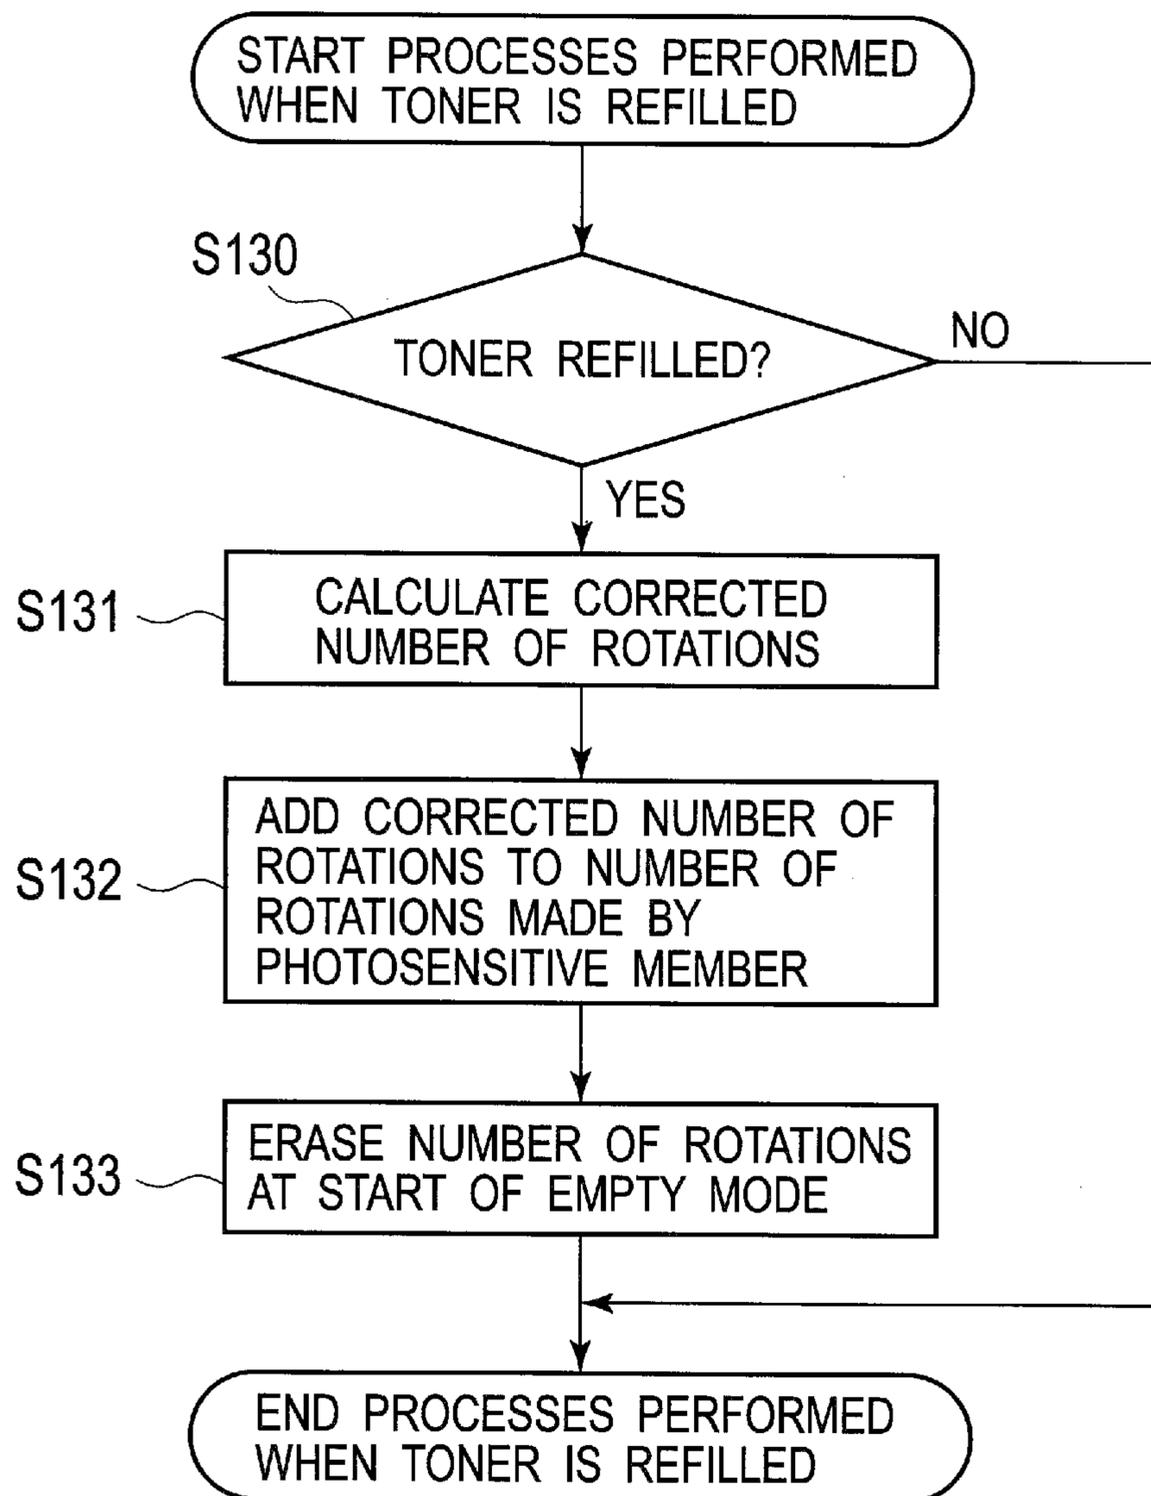 START PROCESSES PERFORMED
WHEN TONER IS REFILLED
S130
TONER REFILLED?
NO
YES
S131
CALCULATE CORRECTED
NUMBER OF ROTATIONS
S132
ADD CORRECTED NUMBER OF
ROTATIONS TO NUMBER OF
ROTATIONS MADE BY
PHOTOSENSITIVE MEMBER
S133
ERASE NUMBER OF ROTATIONS
AT START OF EMPTY MODE
END PROCESSES PERFORMED
WHEN TONER IS REFILLED